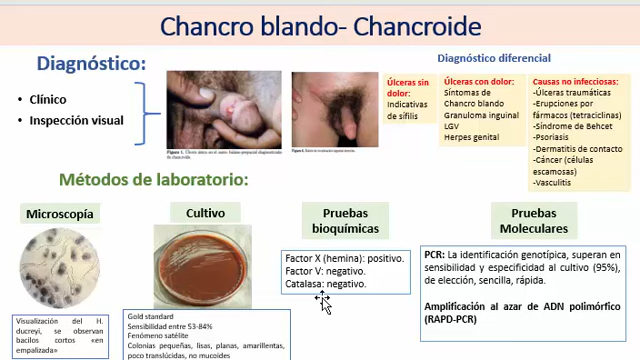 Chancro blando- Chancroide
Diagnóstico:
• Clínico
• Inspección visual
Diagnóstico diferencial
Úlceras sin
dolor:
Indicativas
de sífilis
Úlceras con dolor:
Síntomas de
Chancro blando
Granuloma inguinal
LGV
Herpes genital
Causas no infecciosas:
-Úlceras traumáticas
-Erupciones por
fármacos (tetraciclinas)
-Síndrome de Behcet
-Psoriasis
-Dermatitis de contacto
-Cáncer (células
escamosas)
-Vasculitis
Métodos de laboratorio:
Microscopía
Visualización del H.
ducreyi, se observan
bacilos cortos «en
empalizada»
Cultivo
Gold standard
Sensibilidad entre 53-84%
Fenómeno satélite
Colonias pequeñas, lisas, planas, amarillentas,
poco translúcidas, no mucoides
Pruebas
bioquímicas
Factor X (hemina): positivo.
Factor V: negativo.
Catalasa: negativo.
Pruebas
Moleculares
PCR: La identificación genotípica, superan en
sensibilidad y especificidad al cultivo (95%),
de elección, sencilla, rápida.
Amplificación al azar de ADN polimórfico
(RAPD-PCR)